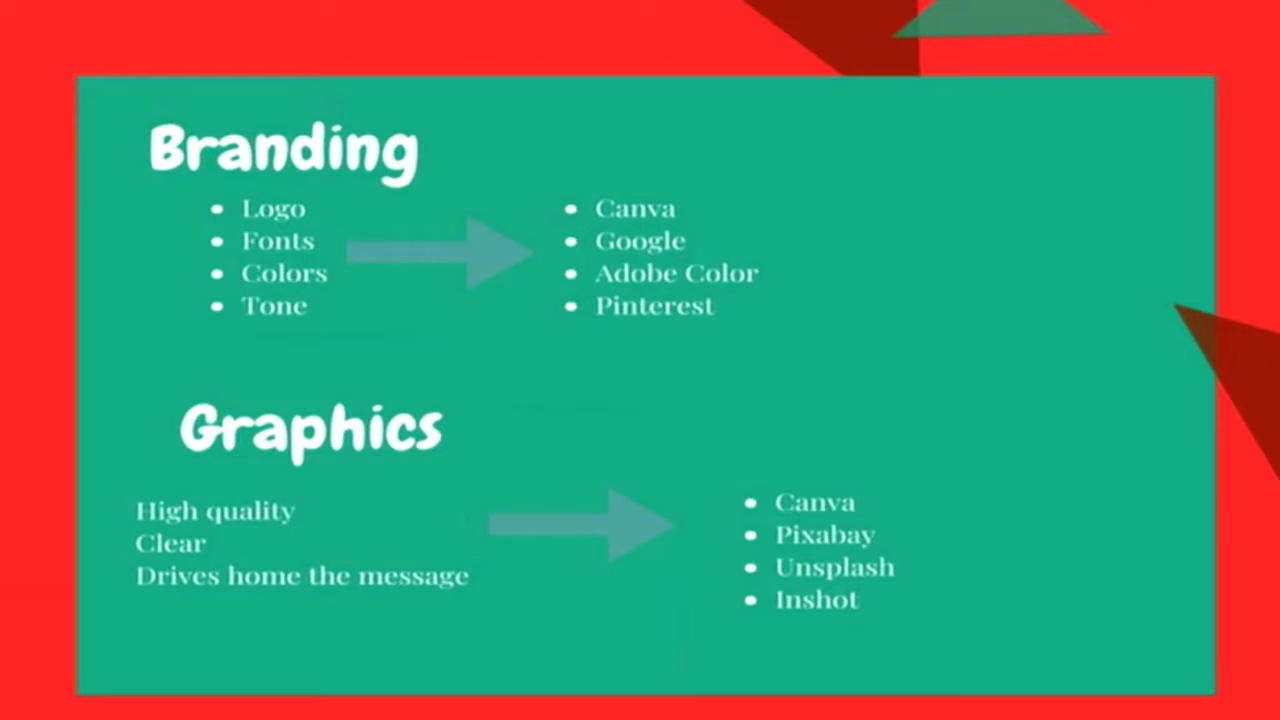 Branding
Logo
Fonts
Colors
Tone
Canva
Google
Adobe Color
Pinterest
Graphics
High quality
Clear
Drives home the message
Canva
Pixabay
Unsplash
Inshot